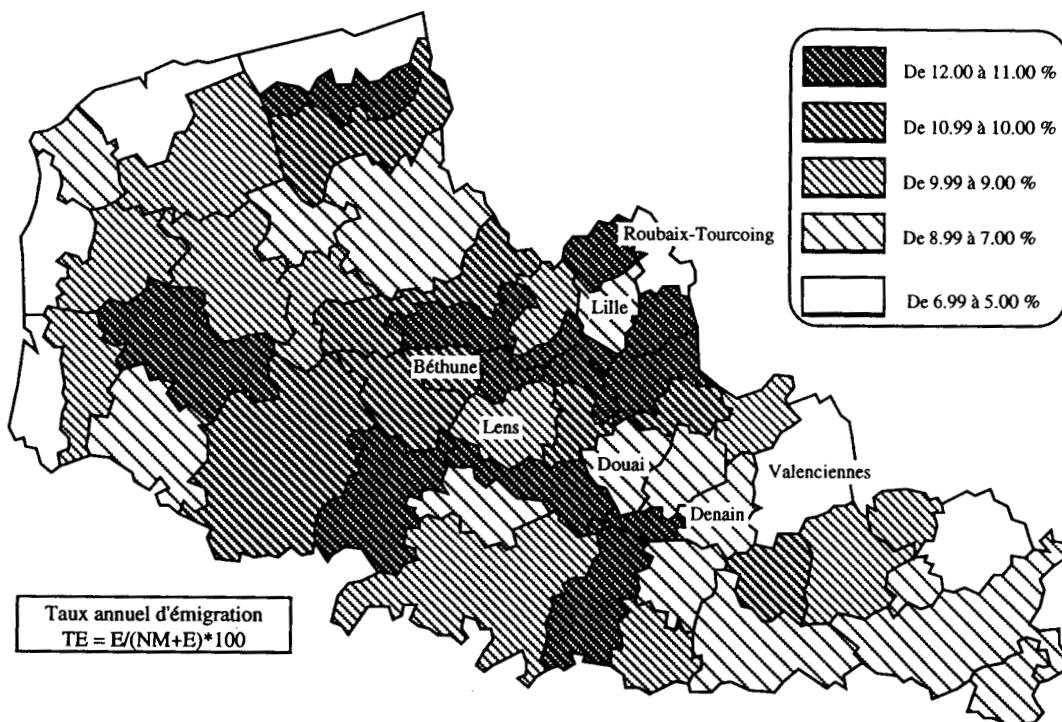 De 12.00 à 11.00 %
De 10.99 à 10.00 %
De 9.99 à 9.00 %
De 8.99 à 7.00 %
De 6.99 à 5.00 %
Roubaix-Tourcoing
Lille
Béthune
Lens
Douai
Valenciennes
Denain
Taux annuel d'émigration
TE = E/(NM+E)*100